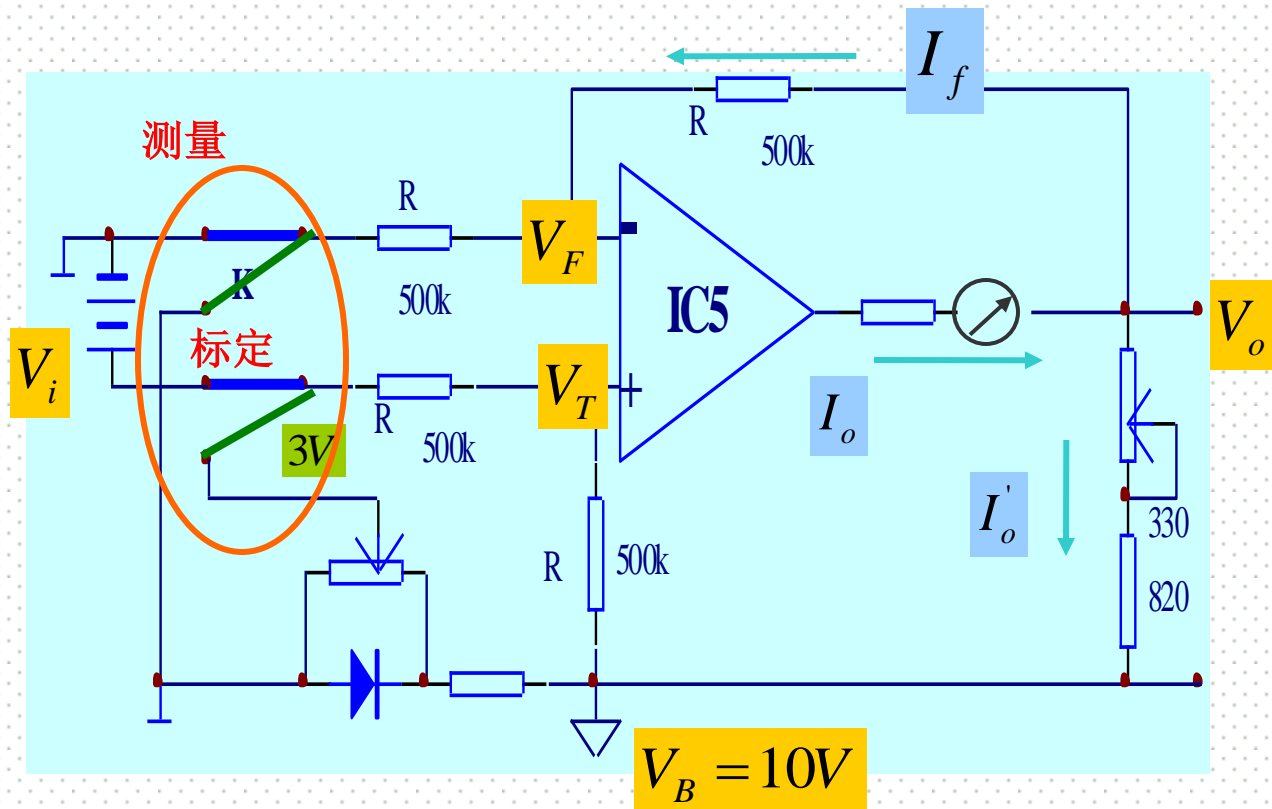 I_f
测量
R
500k
R
V_F
500k
K
IC5
标定
V_i
V_o
R
V_T
500k
3V
I_o
I_o'
330
R
500k
820
V_B = 10V